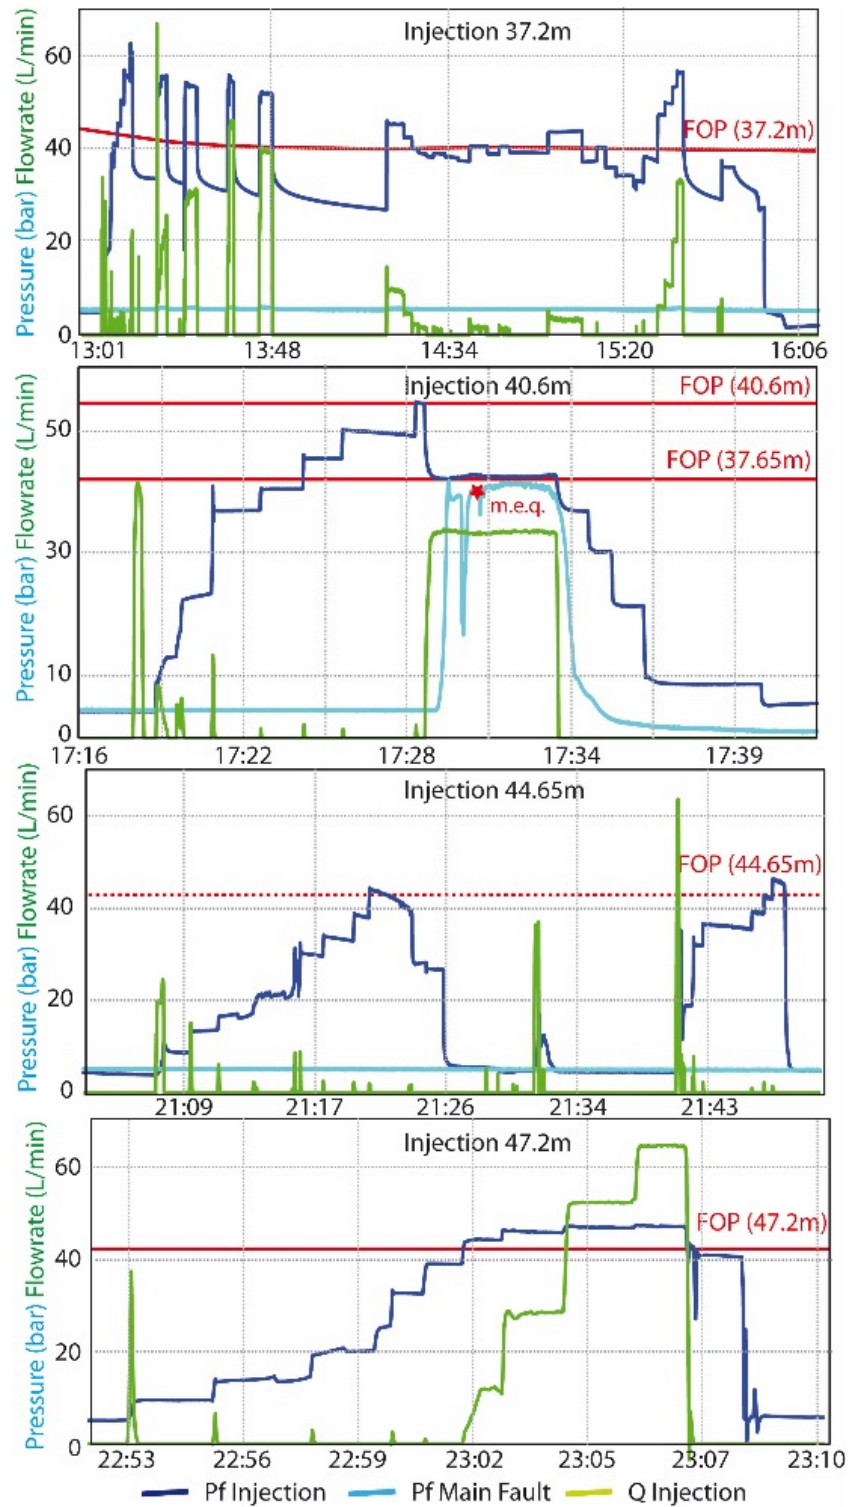 Injection 37.2m
Pressure (bar) Flowrate (L/min)
60
40
20
0
FOP (37.2m)
13:01 13:48 14:34 15:20 16:06
Injection 40.6m
Pressure (bar) Flowrate (L/min)
50
30
10
0
FOP (40.6m)
FOP (37.65m)
m.e.q.
17:16 17:22 17:28 17:34 17:39
Injection 44.65m
Pressure (bar) Flowrate (L/min)
60
40
20
0
FOP (44.65m)
21:09 21:17 21:26 21:34 21:43
Injection 47.2m
Pressure (bar) Flowrate (L/min)
60
40
20
0
FOP (47.2m)
22:53 22:56 22:59 23:02 23:05 23:07 23:10
Pf Injection Pf Main Fault Q Injection